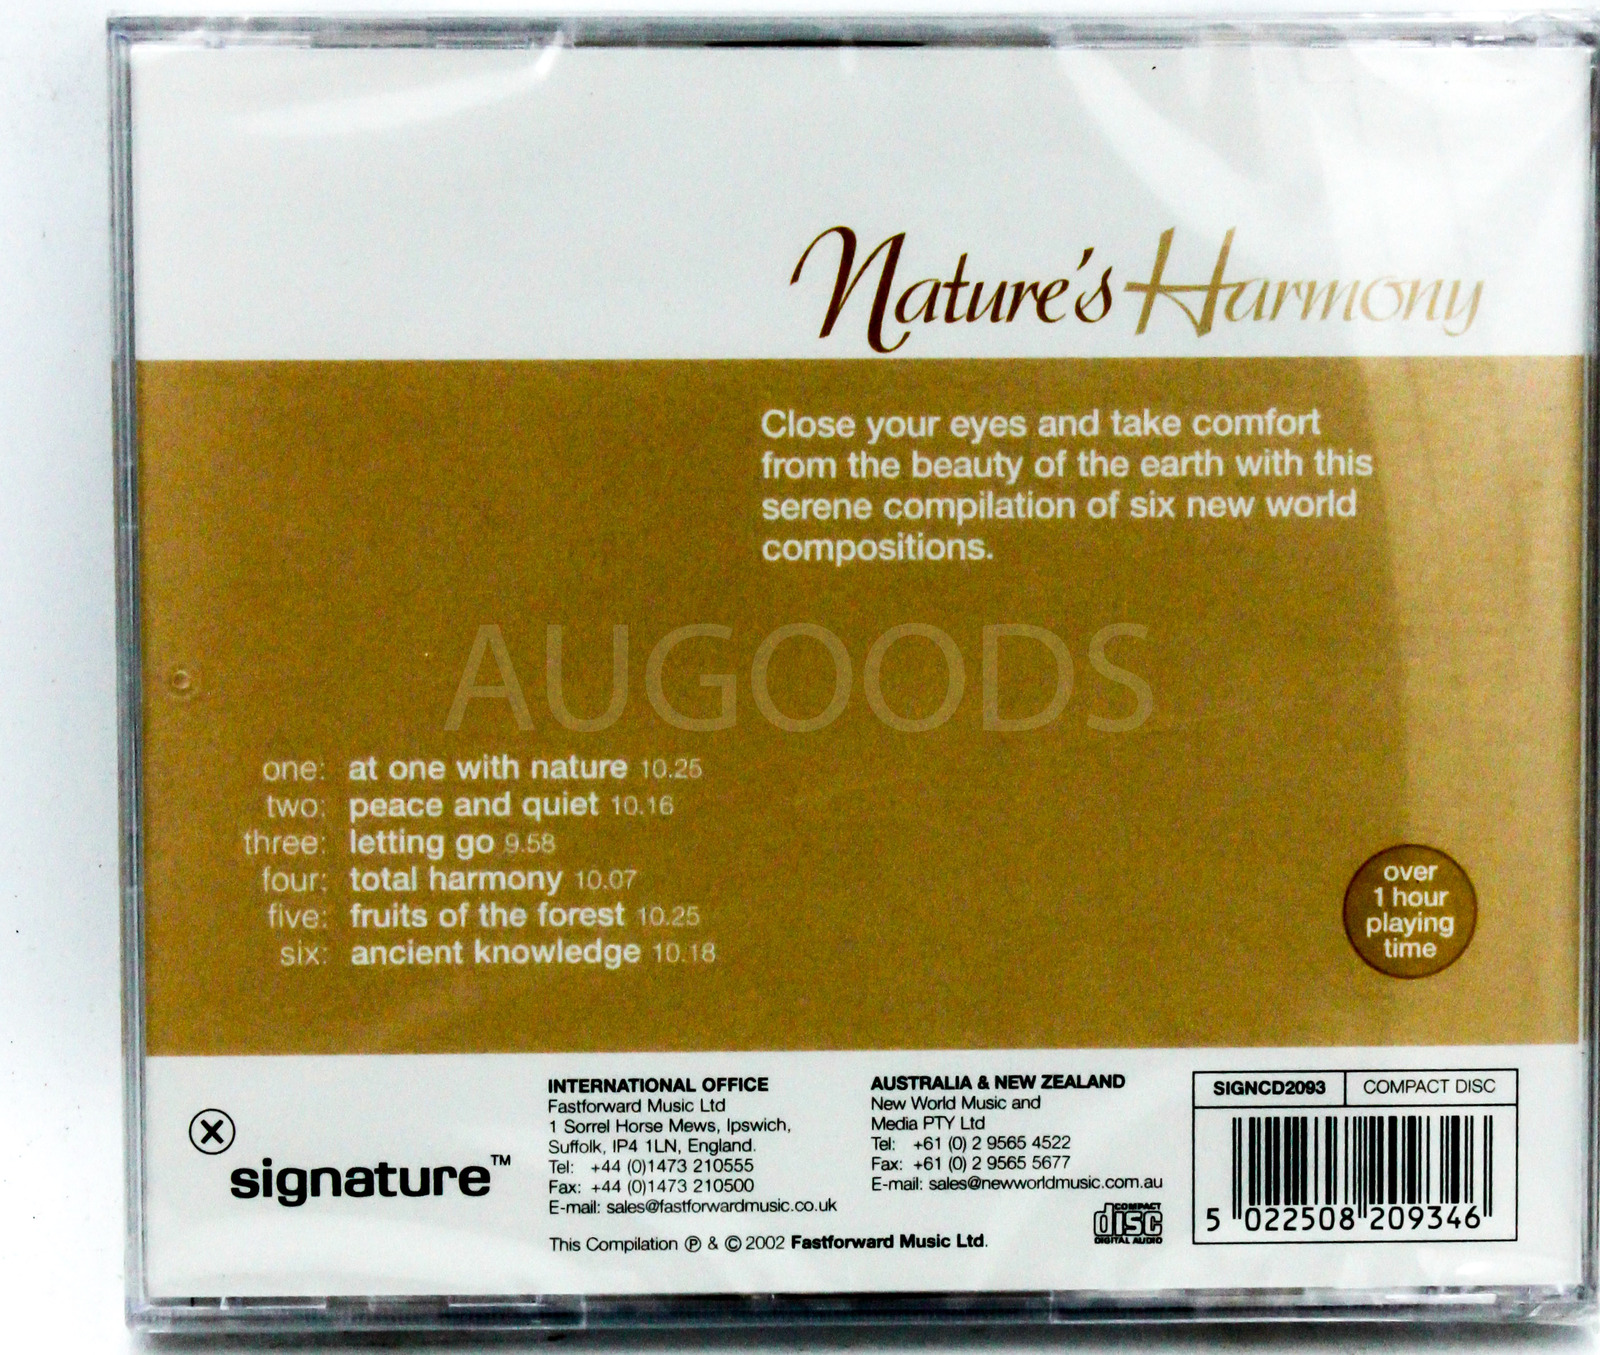 Nature's Harmony
Close your eyes and take comfort
from the beauty of the earth with this
serene compilation of six new world
compositions.
AUGOODS
one: at one with nature 10.25
two: peace and quiet 10.16
three: letting go 9.58
four: total harmony 10.07
five: fruits of the forest 10.25
six: ancient knowledge 10.18
over
1 hour
playing
time
signature™
INTERNATIONAL OFFICE
Fastforward Music Ltd
1 Sorrel Horse Mews, Ipswich,
Suffolk, IP4 1LN, England.
Tel: +44 (0)1473 210555
Fax: +44 (0)1473 210500
E-mail: sales@fastforwardmusic.co.uk
This Compilation ℗ & © 2002 Fastforward Music Ltd.
AUSTRALIA & NEW ZEALAND
New World Music and
Media PTY Ltd
Tel: +61 (0) 2 9565 4522
Fax: +61 (0) 2 9565 5677
E-mail: sales@newworldmusic.com.au
COMPACT
disc
DIGITAL AUDIO
SIGNCD2093 COMPACT DISC
5 022508 209346